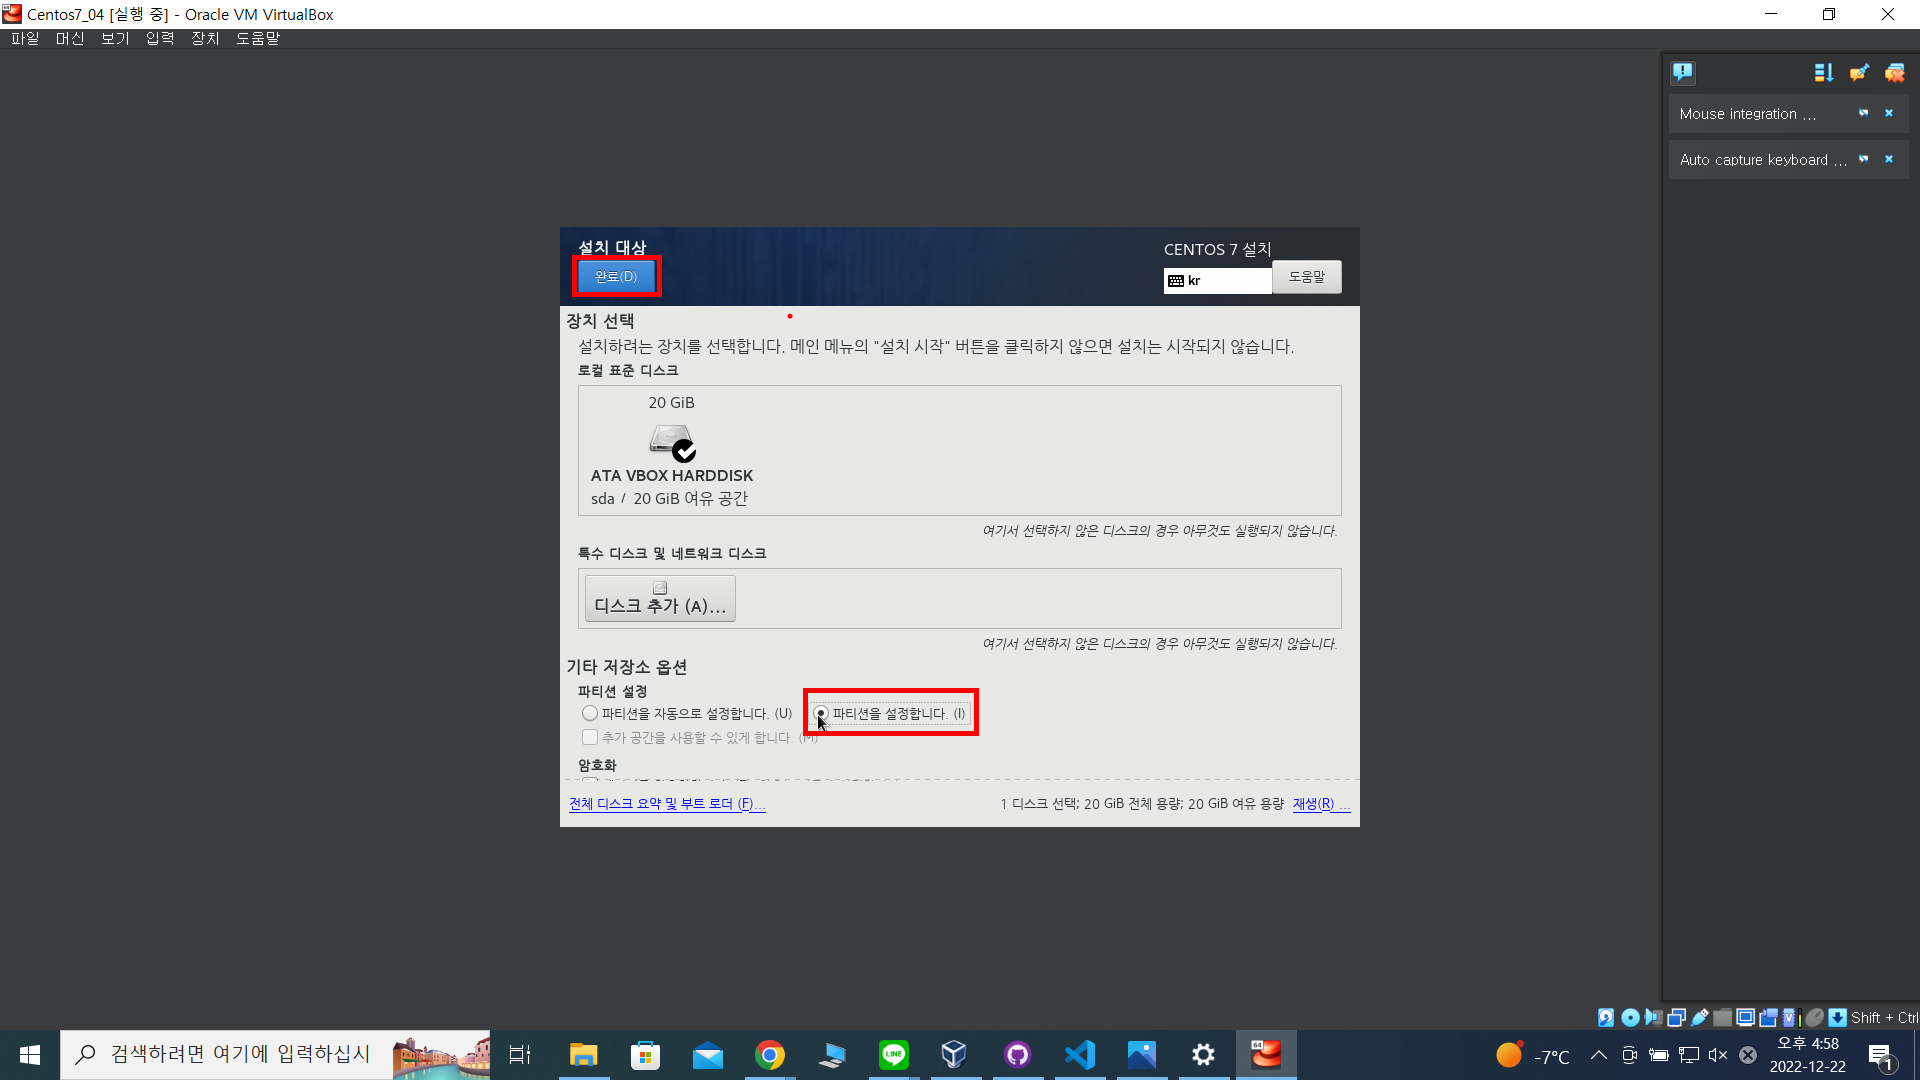 Centos7_04 [실행 중] - Oracle VM VirtualBox
파일 머신 보기 입력 장치 도움말
Mouse integration ...
Auto capture keyboard ...
설치 대상
완료(D)
CENTOS 7 설치
kr
도움말
장치 선택
설치하려는 장치를 선택합니다. 메인 메뉴의 "설치 시작" 버튼을 클릭하지 않으면 설치는 시작되지 않습니다.
로컬 표준 디스크
20 GiB
ATA VBOX HARDDISK
sda / 20 GiB 여유 공간
여기서 선택하지 않은 디스크의 경우 아무것도 실행되지 않습니다.
특수 디스크 및 네트워크 디스크
디스크 추가 (A)...
여기서 선택하지 않은 디스크의 경우 아무것도 실행되지 않습니다.
기타 저장소 옵션
파티션 설정
파티션을 자동으로 설정합니다. (U) 파티션을 설정합니다. (I)
추가 공간을 사용할 수 있게 합니다. (M)
암호화
전체 디스크 요약 및 부트 로더 (F)... 1 디스크 선택; 20 GiB 전체 용량; 20 GiB 여유 용량 재생(R) ...
Shift + Ctrl
검색하려면 여기에 입력하십시
LINE
64
-7°C
오후 4:58
2022-12-22
1